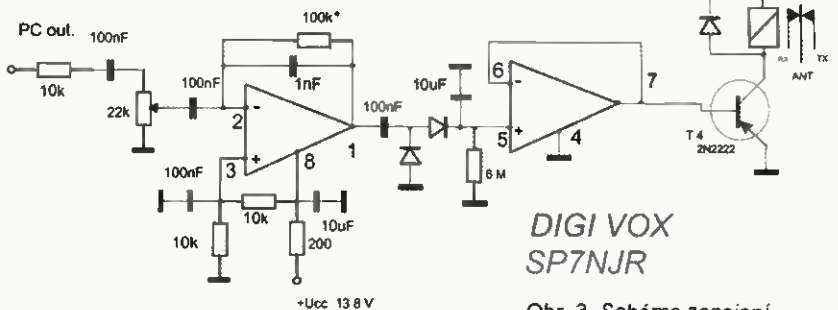 PC out.
10k
100nF
22k
100nF
100k*
1nF
2
-
+
3
8
1
100nF
10k
10k
10uF
200
+Ucc 13 8 V
100nF
10uF
6 M
6
-
5
+
7
4
T 4
2N2222
RX
TX
ANT
DIGI VOX
SP7NJR